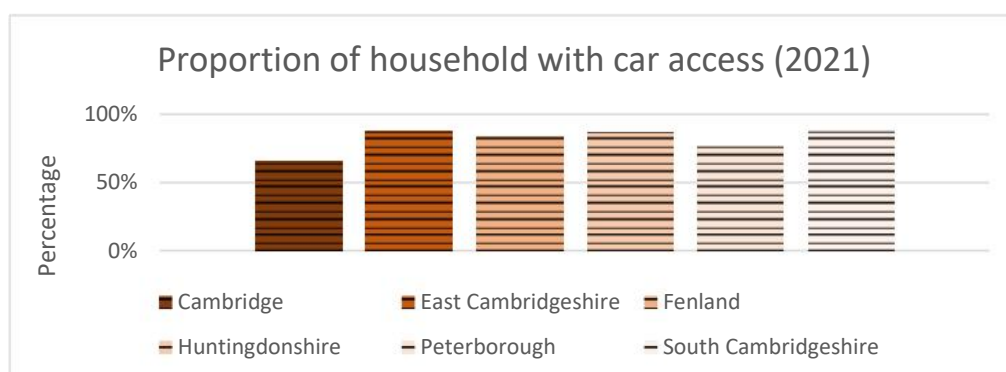 Proportion of household with car access (2021)
100%
50%
0%
Percentage
Cambridge
East Cambridgeshire
Fenland
Huntingdonshire
Peterborough
South Cambridgeshire